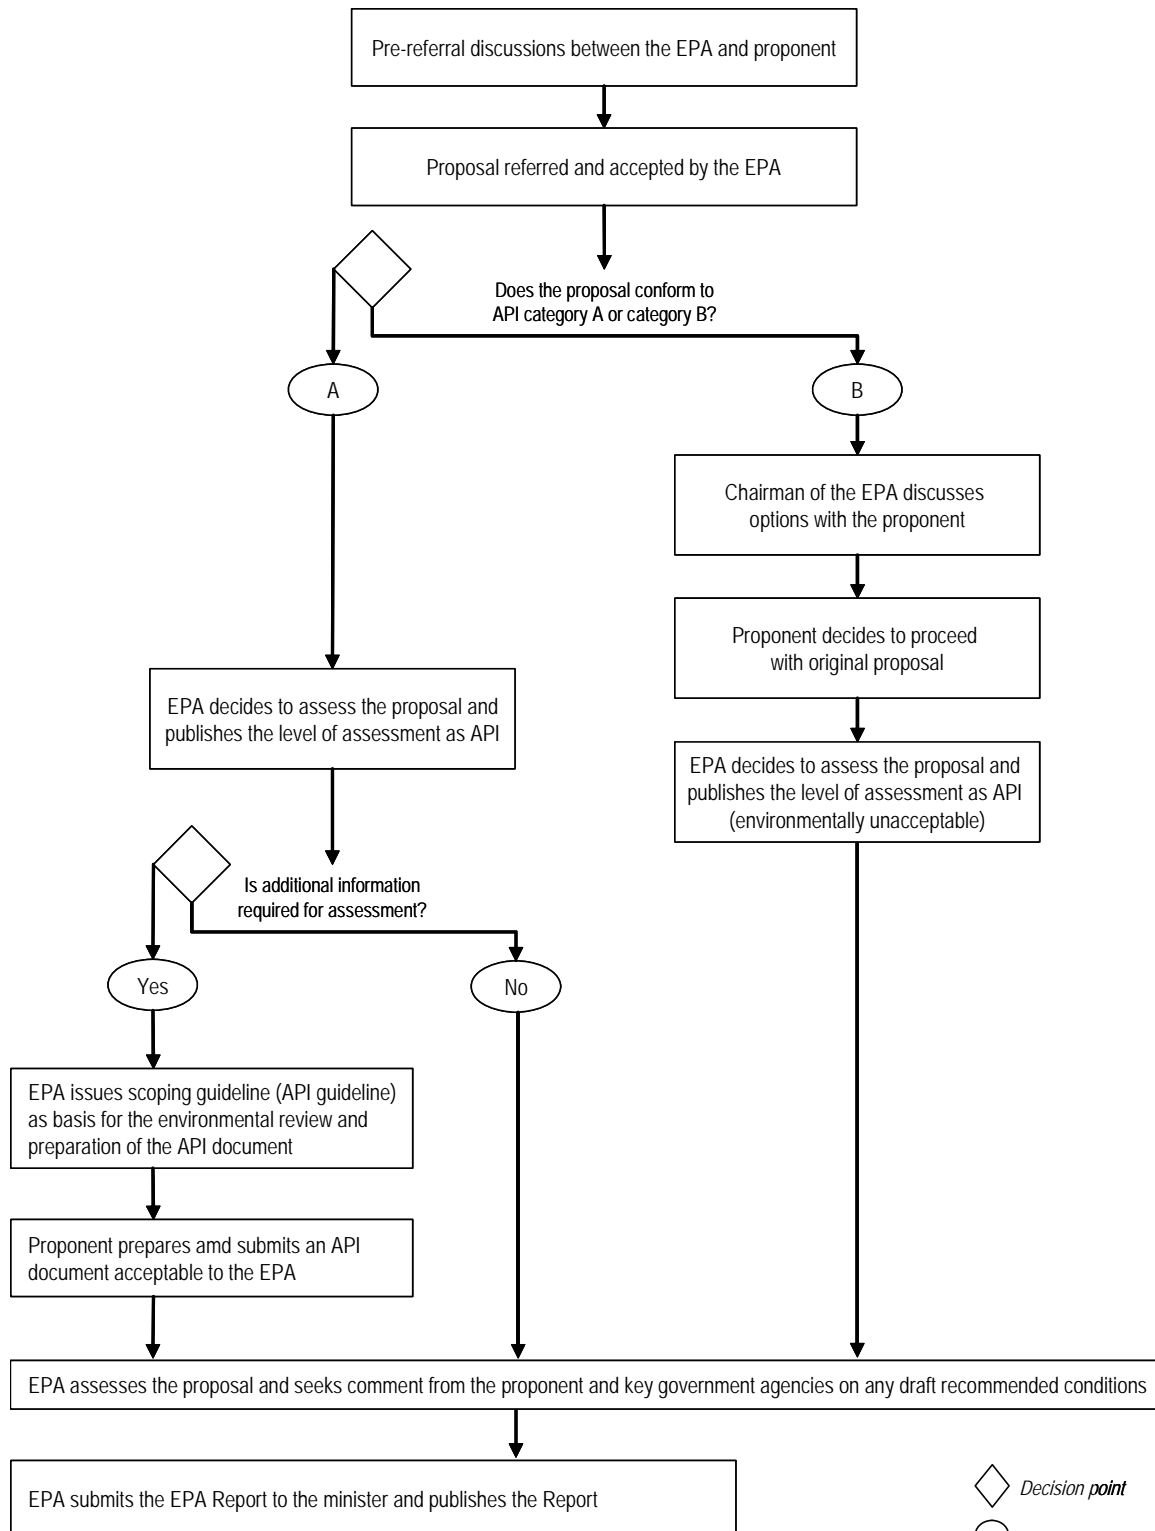 Pre-referral discussions between the EPA and proponent
Proposal referred and accepted by the EPA
Does the proposal conform to
API category A or category B?
A
B
Chairman of the EPA discusses
options with the proponent
Proponent decides to proceed
with original proposal
EPA decides to assess the proposal and
publishes the level of assessment as API
EPA decides to assess the proposal and
publishes the level of assessment as API
(environmentally unacceptable)
Is additional information
required for assessment?
Yes
No
EPA issues scoping guideline (API guideline)
as basis for the environmental review and
preparation of the API document
Proponent prepares amd submits an API
document acceptable to the EPA
EPA assesses the proposal and seeks comment from the proponent and key government agencies on any draft recommended conditions
EPA submits the EPA Report to the minister and publishes the Report
Decision point